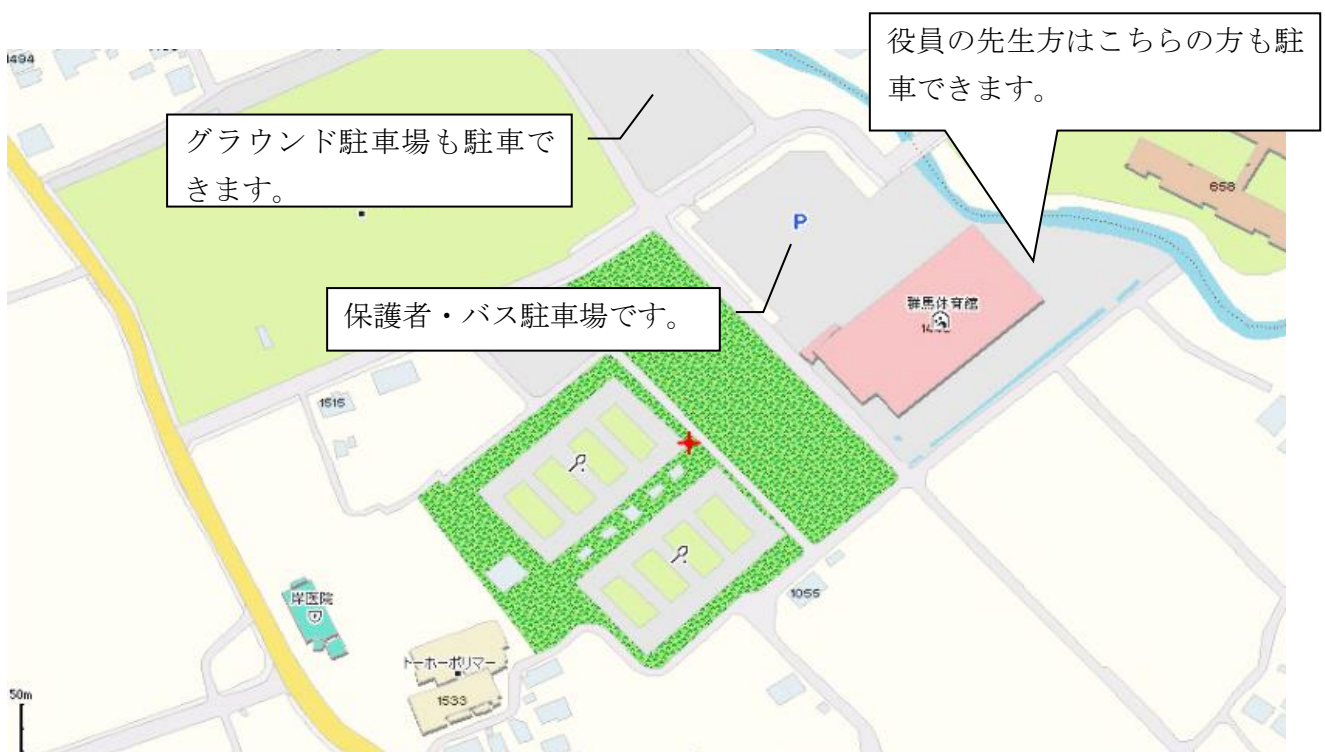 役員の先生方はこちらの方も駐
車できます。
1494
グラウンド駐車場も駐車で
きます。
658
P
保護者・バス駐車場です。
群馬体育館
1515
1055
岸医院
トーホーポリマー
1533
50m